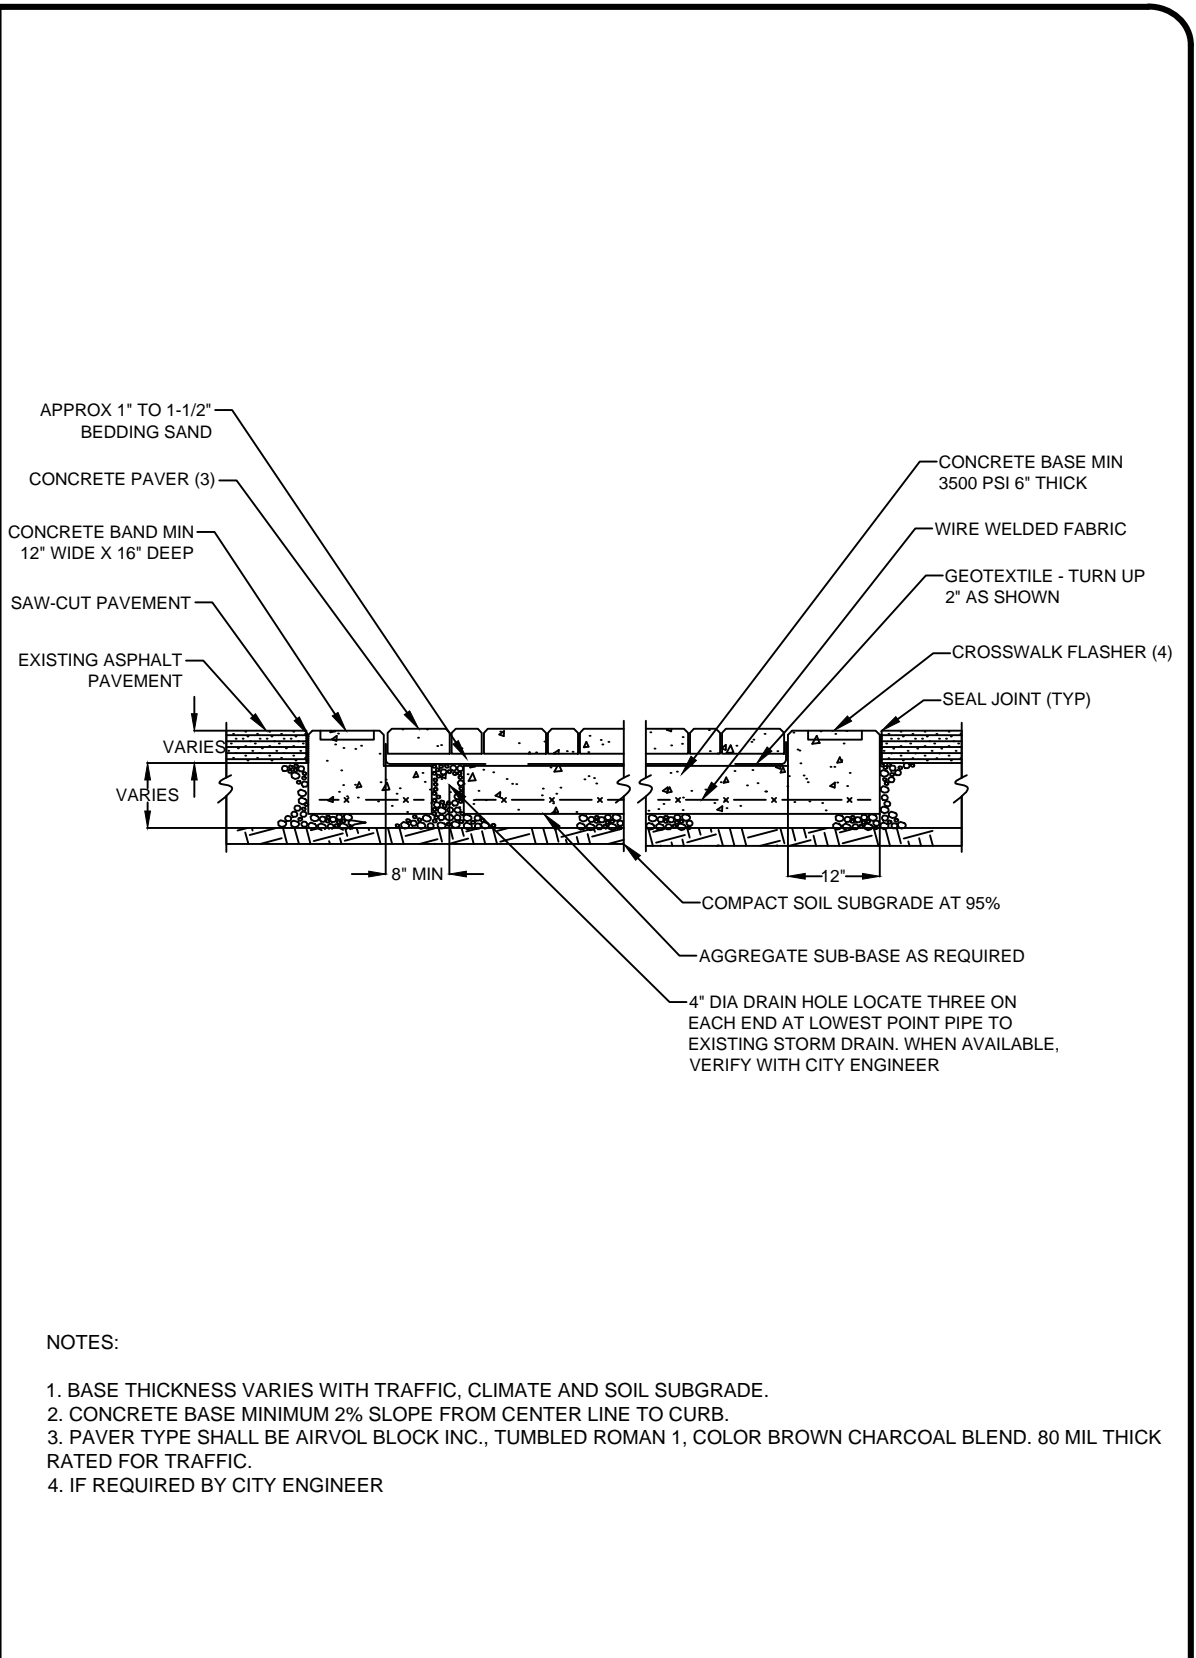 APPROX 1" TO 1-1/2"
BEDDING SAND
CONCRETE PAVER (3)
CONCRETE BAND MIN
12" WIDE X 16" DEEP
SAW-CUT PAVEMENT
EXISTING ASPHALT
PAVEMENT
VARIES
VARIES
CONCRETE BASE MIN
3500 PSI 6" THICK
WIRE WELDED FABRIC
GEOTEXTILE - TURN UP
2" AS SHOWN
CROSSWALK FLASHER (4)
SEAL JOINT (TYP)
8" MIN
12"
COMPACT SOIL SUBGRADE AT 95%
AGGREGATE SUB-BASE AS REQUIRED
4" DIA DRAIN HOLE LOCATE THREE ON
EACH END AT LOWEST POINT PIPE TO
EXISTING STORM DRAIN. WHEN AVAILABLE,
VERIFY WITH CITY ENGINEER
NOTES:
1. BASE THICKNESS VARIES WITH TRAFFIC, CLIMATE AND SOIL SUBGRADE.
2. CONCRETE BASE MINIMUM 2% SLOPE FROM CENTER LINE TO CURB.
3. PAVER TYPE SHALL BE AIRVOL BLOCK INC., TUMBLED ROMAN 1, COLOR BROWN CHARCOAL BLEND. 80 MIL THICK
RATED FOR TRAFFIC.
4. IF REQUIRED BY CITY ENGINEER